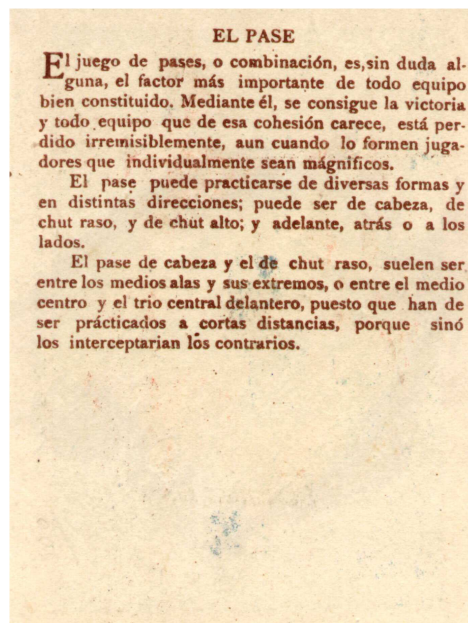 EL PASE
El juego de pases, o combinación, es, sin duda al-
guna, el factor más importante de todo equipo
bien constituido. Mediante él, se consigue la victoria
y todo equipo que de esa cohesión carece, está per-
dido irremisiblemente, aun cuando lo formen juga-
dores que individualmente sean mágnificos.
El pase puede practicarse de diversas formas y
en distintas direcciones; puede ser de cabeza, de
chut raso, y de chut alto; y adelante, atrás o a los
lados.
El pase de cabeza y el de chut raso, suelen ser
entre los medios alas y sus extremos, o entre el medio
centro y el trio central delantero, puesto que han de
ser prácticados a cortas distancias, porque sinó
los interceptarian lós contrarios.